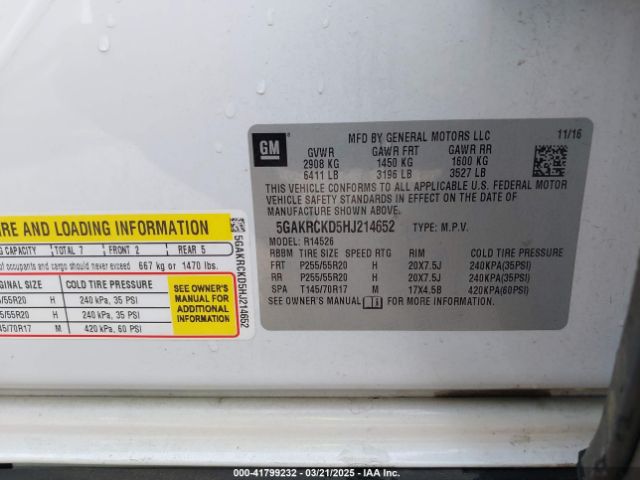 GM
MFD BY GENERAL MOTORS LLC 11/16
GVWR GAWR FRT GAWR RR
2908 KG 1450 KG 1600 KG
6411 LB 3196 LB 3527 LB
THIS VEHICLE CONFORMS TO ALL APPLICABLE U.S. FEDERAL MOTOR
VEHICLE SAFETY STANDARDS IN EFFECT ON THE DATE OF
MANUFACTURE SHOWN ABOVE.
5GAKRCKD5HJ214652 TYPE: M.P.V.
MODEL: R14526
RBBM TIRE SIZE SPEED RTG RIM COLD TIRE PRESSURE
FRT P255/55R20 H 20X7.5J 240KPA(35PSI)
RR P255/55R20 H 20X7.5J 240KPA(35PSI)
SPA T145/70R17 M 17X4.5B 420KPA(60PSI)
SEE OWNER'S MANUAL FOR MORE INFORMATION.
IRE AND LOADING INFORMATION
G CAPACITY TOTAL 7 FRONT 2 REAR 5
of occupants and cargo should never exceed 667 kg or 1470 lbs.
IGINAL SIZE COLD TIRE PRESSURE
/55R20 H 240 kPa, 35 PSI
/55R20 H 240 kPa, 35 PSI
45/70R17 M 420 kPa, 60 PSI
SEE OWNER'S
MANUAL FOR
ADDITIONAL
INFORMATION
5GAKRCKD5HJ214652
000-41799232 - 03/21/2025 - Copyright IAA, LLC